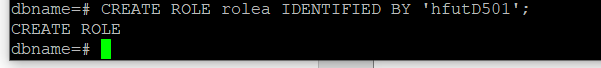 dbname=# CREATE ROLE rolea IDENTIFIED BY 'hfutD501';
CREATE ROLE
dbname=#